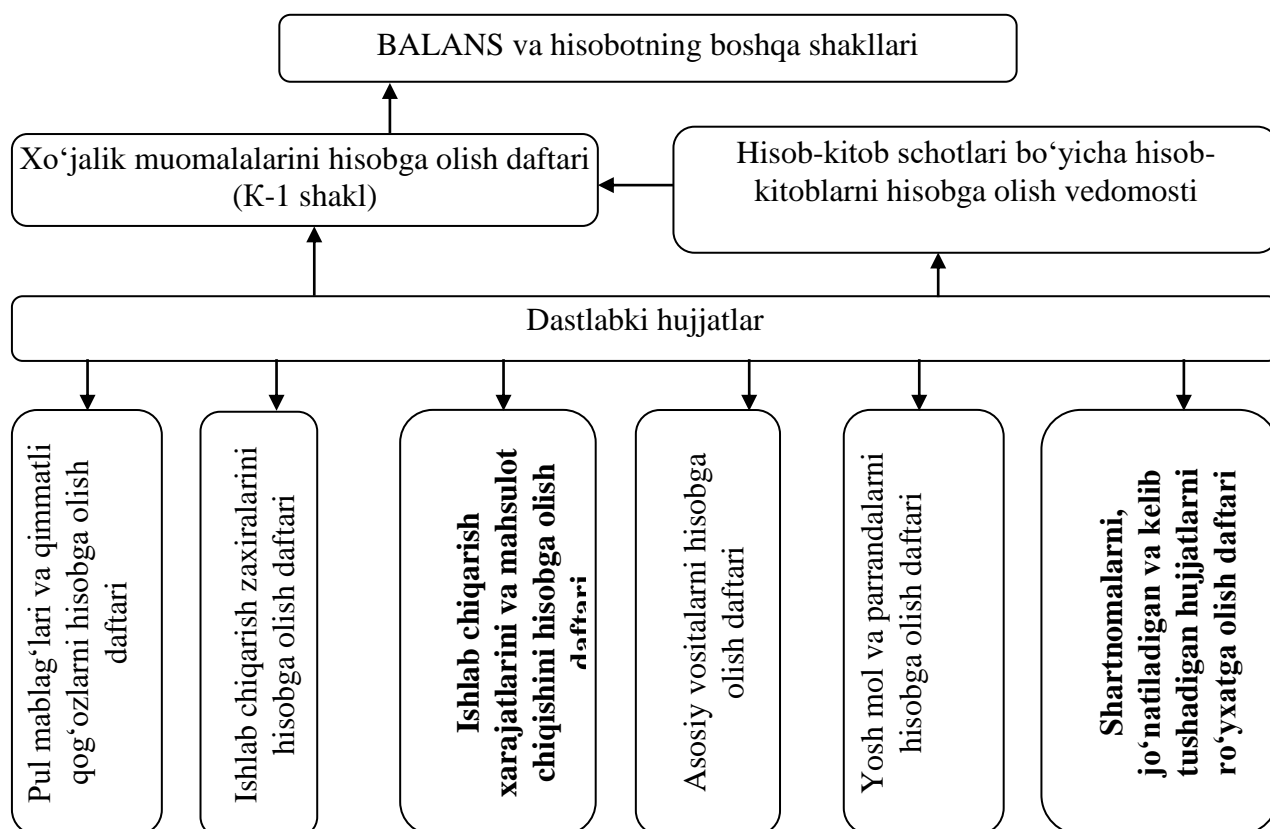 BALANS va hisobotning boshqa shakllari
Xo‘jalik muomalalarini hisobga olish daftari
(K-1 shakl)
Hisob-kitob schotlari bo‘yicha hisob-
kitoblarni hisobga olish vedomosti
Dastlabki hujjatlar
Pul mablag‘lari va qimmatli
qog‘ozlarni hisobga olish
daftari
Ishlab chiqarish zaxiralarini
hisobga olish daftari
Ishlab chiqarish
xarajatlarini va mahsulot
chiqishini hisobga olish
daftari
Asosiy vositalarni hisobga
olish daftari
Yosh mol va parrandalarni
hisobga olish daftari
Shartnomalarni,
jo‘natiladigan va kelib
tushadigan hujjatlarni
ro‘yxatga olish daftari